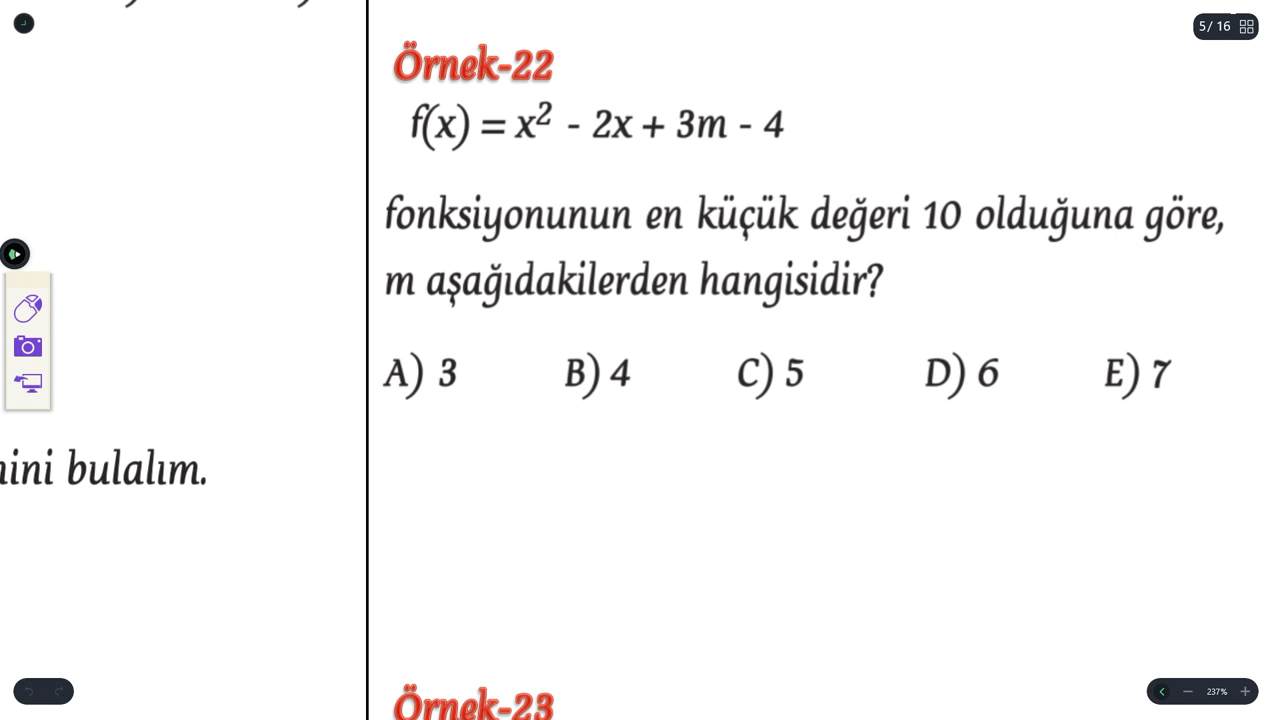 5/ 16
Örnek-22
f(x) = x² - 2x + 3m - 4
fonksiyonunun en küçük değeri 10 olduğuna göre,
m aşağıdakilerden hangisidir?
A) 3 B) 4 C) 5 D) 6 E) 7
bulalım.
237%
Örnek-23